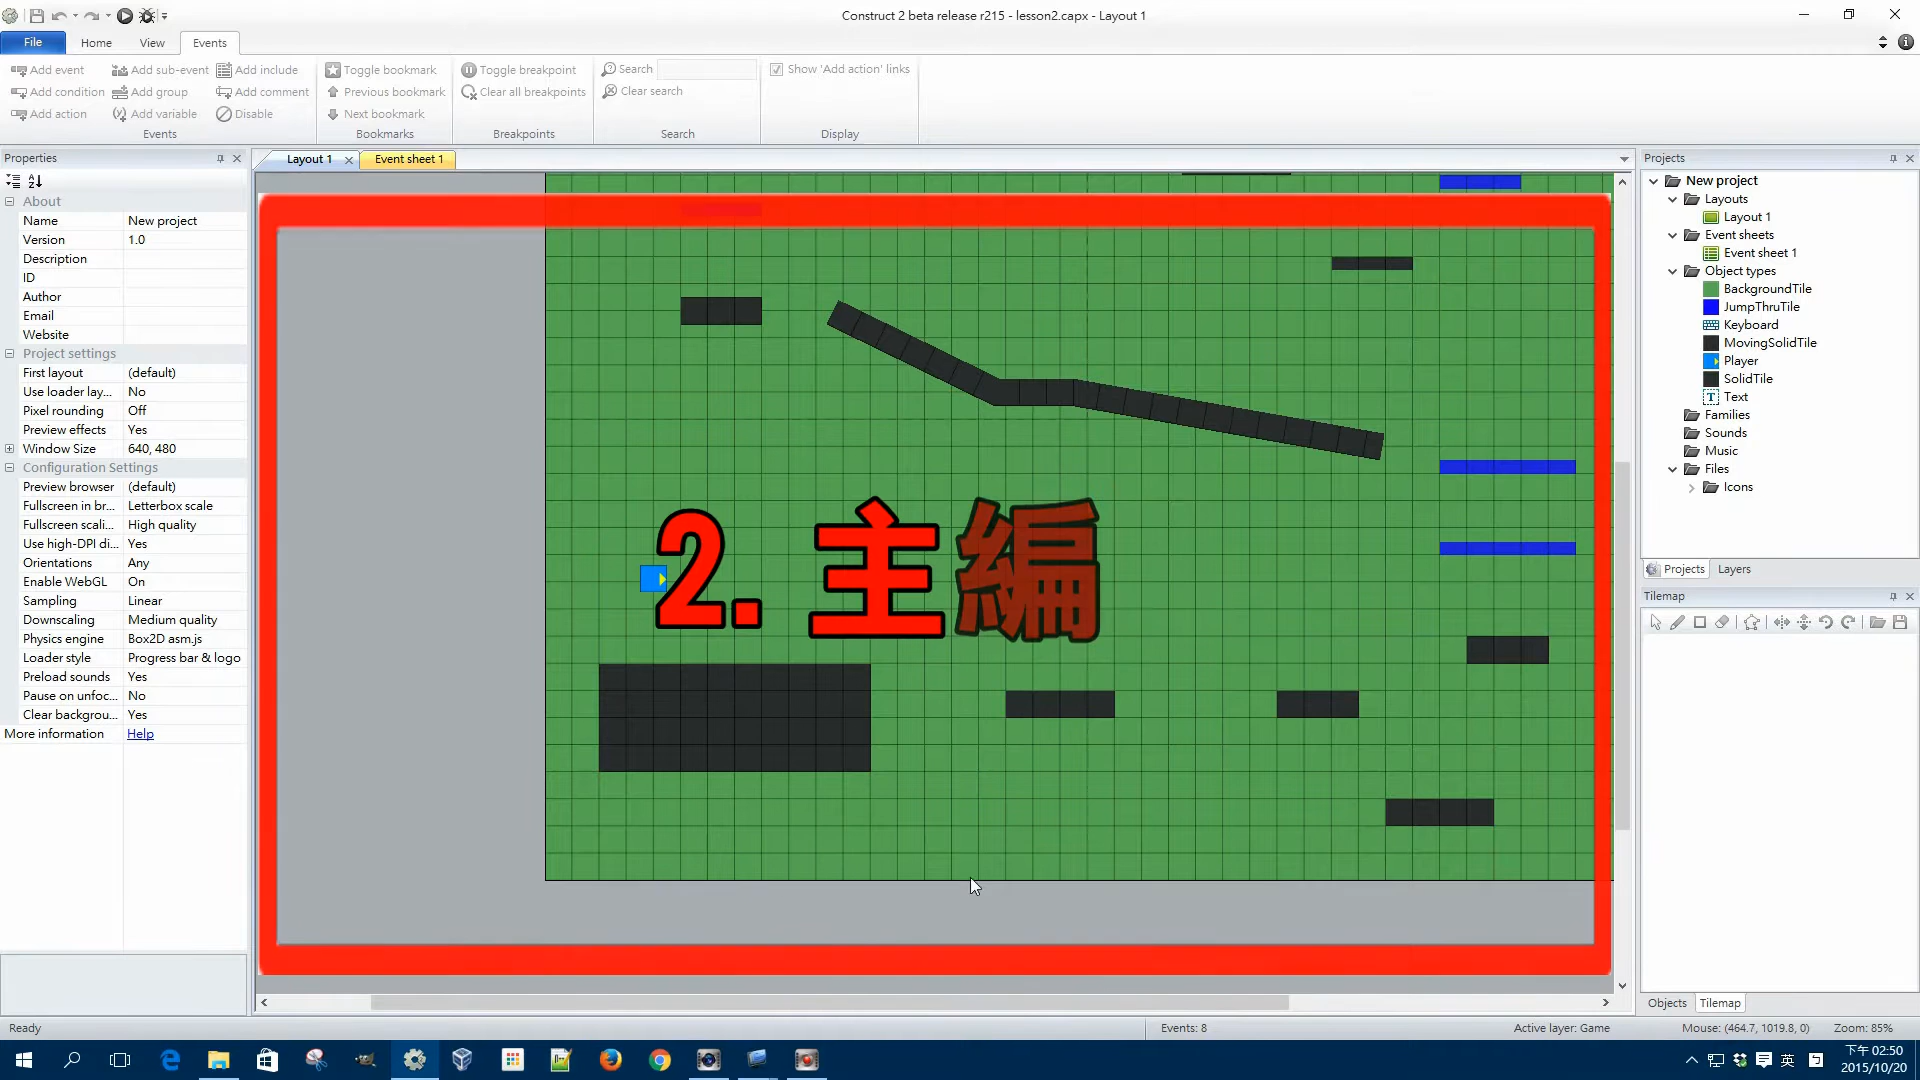 Construct 2 beta release r215 - lesson2.capx - Layout 1
File
Home
View
Events
Add event
Add sub-event
Add include
Add condition
Add group
Add comment
Add action
Add variable
Disable
Events
Toggle bookmark
Previous bookmark
Next bookmark
Bookmarks
Toggle breakpoint
Clear all breakpoints
Breakpoints
Search
Clear search
Search
Show 'Add action' links
Display
Properties
About
Name New project
Version 1.0
Description
ID
Author
Email
Website
Project settings
First layout (default)
Use loader lay... No
Pixel rounding Off
Preview effects Yes
Window Size 640, 480
Configuration Settings
Preview browser (default)
Fullscreen in br... Letterbox scale
Fullscreen scali... High quality
Use high-DPI di... Yes
Orientations Any
Enable WebGL On
Sampling Linear
Downscaling Medium quality
Physics engine Box2D asm.js
Loader style Progress bar & logo
Preload sounds Yes
Pause on unfoc... No
Clear backgrou... Yes
More information Help
Layout 1
Event sheet 1
2. 主編
Projects
New project
Layouts
Layout 1
Event sheets
Event sheet 1
Object types
BackgroundTile
JumpThruTile
Keyboard
MovingSolidTile
Player
SolidTile
Text
Families
Sounds
Music
Files
Icons
Projects
Layers
Tilemap
Objects
Tilemap
Ready
Events: 8
Active layer: Game
Mouse: (464.7, 1019.8, 0)
Zoom: 85%
英
下午 02:50
2015/10/20